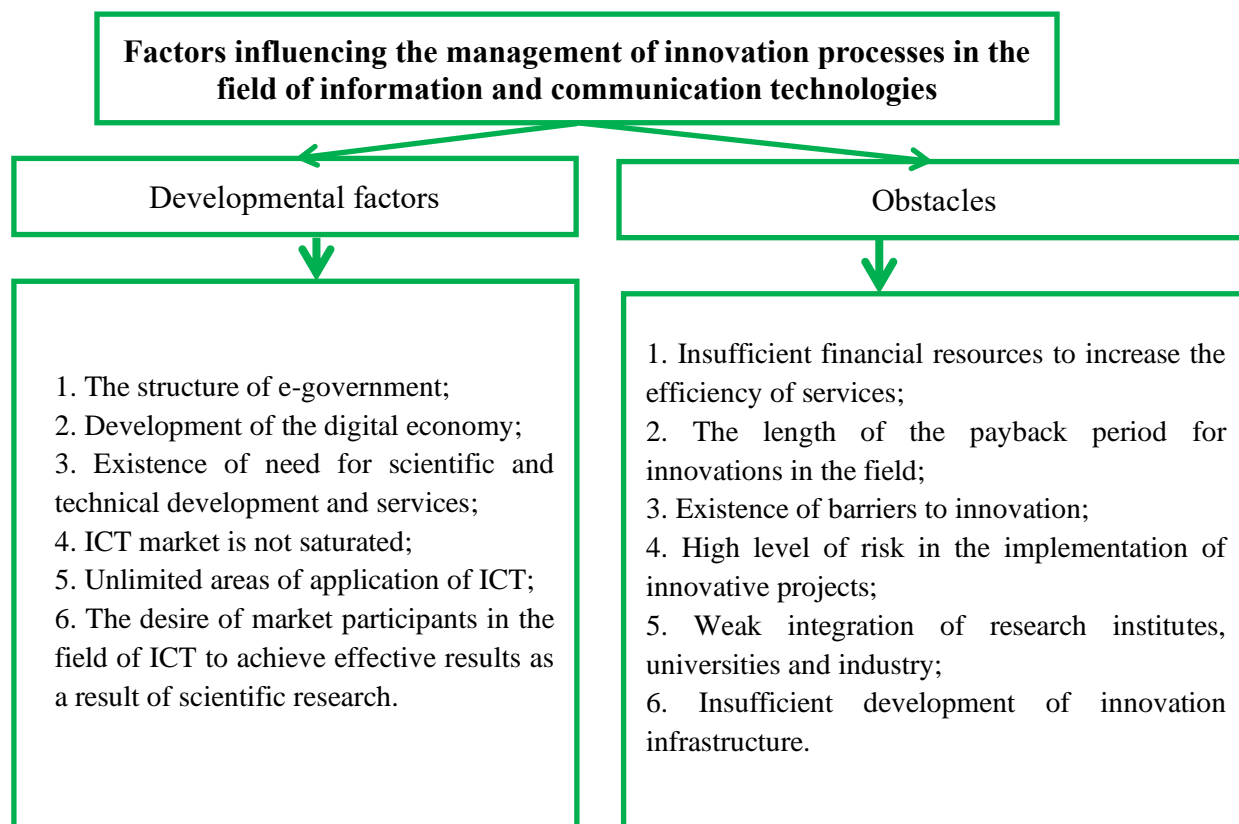 Factors influencing the management of innovation processes in the
field of information and communication technologies
Developmental factors
Obstacles
1. The structure of e-government;
2. Development of the digital economy;
3. Existence of need for scientific and
technical development and services;
4. ICT market is not saturated;
5. Unlimited areas of application of ICT;
6. The desire of market participants in the
field of ICT to achieve effective results as
a result of scientific research.
1. Insufficient financial resources to increase the
efficiency of services;
2. The length of the payback period for
innovations in the field;
3. Existence of barriers to innovation;
4. High level of risk in the implementation of
innovative projects;
5. Weak integration of research institutes,
universities and industry;
6. Insufficient development of innovation
infrastructure.